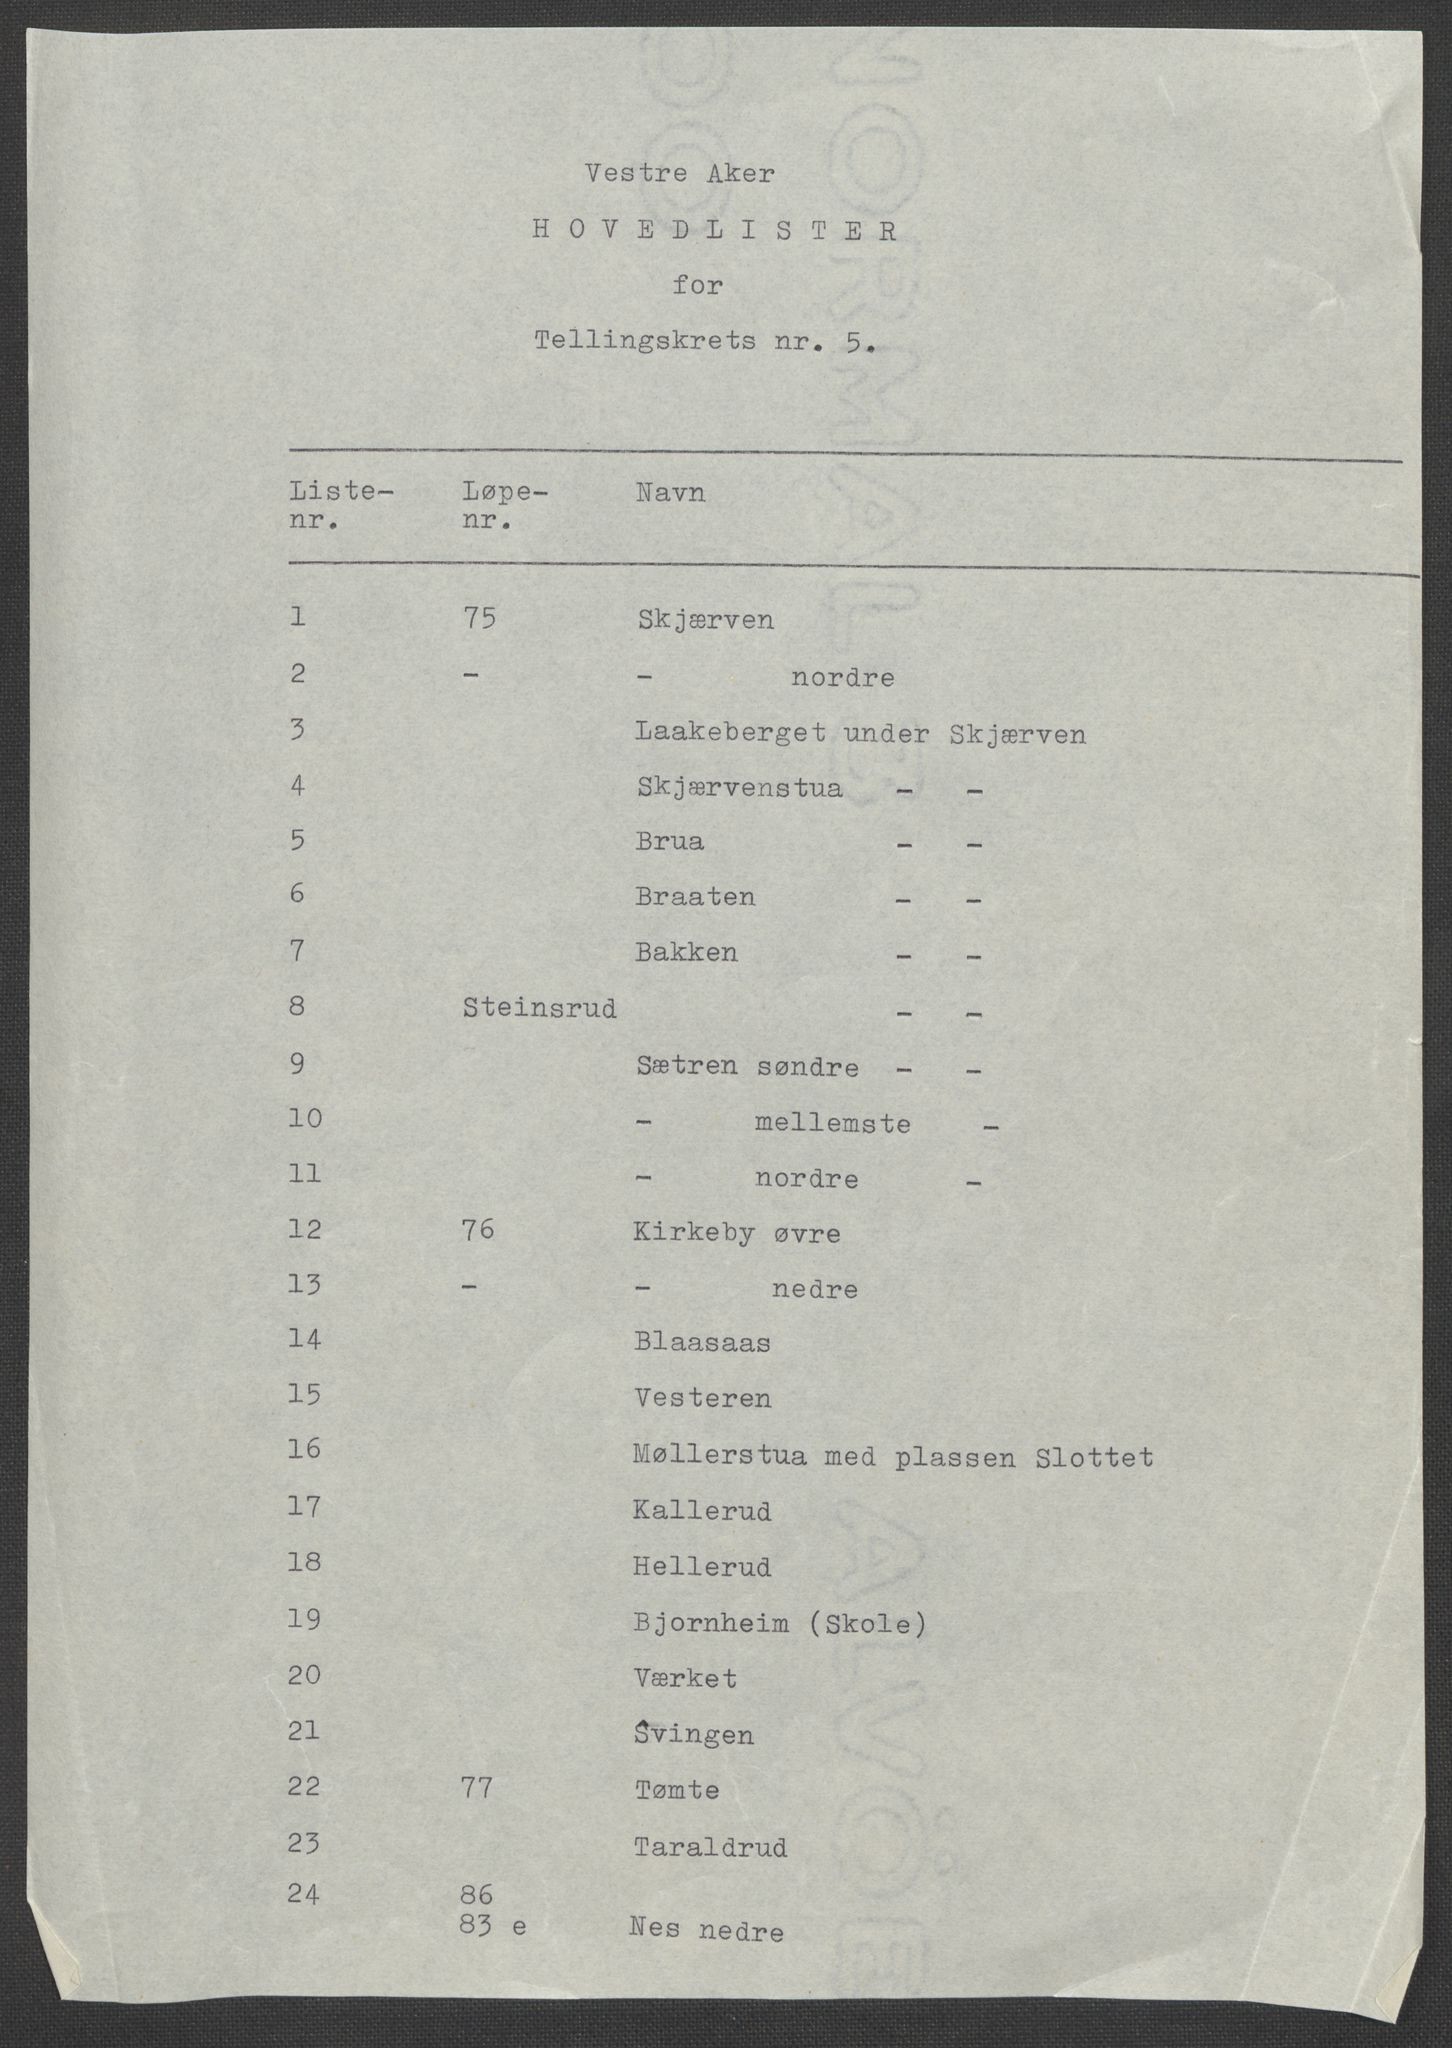 Vestre Aker
H O V E D L I S T E R
for
Tellingskrets nr. 5.
Liste- Løpe- Navn
nr. nr.
1 75 Skjærven
2 - - nordre
3 Laakeberget under Skjærven
4 Skjærvenstua - -
5 Brua - -
6 Braaten - -
7 Bakken - -
8 Steinsrud - -
9 Sætren søndre - -
10 - mellemste -
11 - nordre -
12 76 Kirkeby øvre
13 - - nedre
14 Blaasaas
15 Vesteren
16 Møllerstua med plassen Slottet
17 Kallerud
18 Hellerud
19 Bjornheim (Skole)
20 Værket
21 Svingen
22 77 Tømte
23 Taraldrud
24 86
83 e Nes nedre